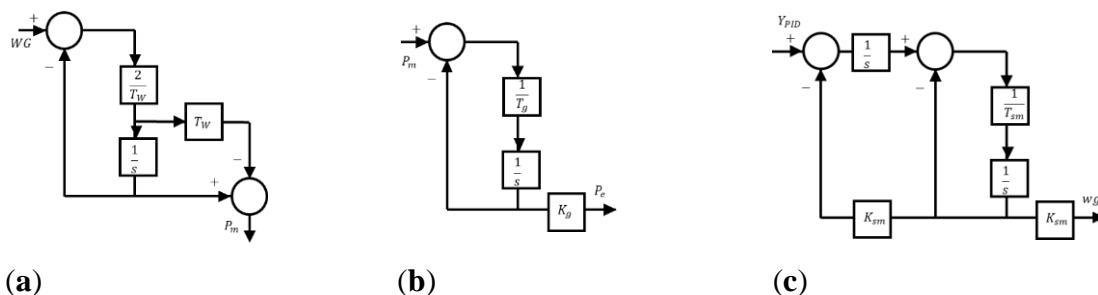 +
WG
−
2
T_W
T_W
1
s
−
+
P_m
(a)
+
P_m
−
1
T_g
1
s
K_g
P_e
(b)
Y_PID
+
−
1
s
+
−
1
T_sm
1
s
K_sm
K_sm
wg
(c)